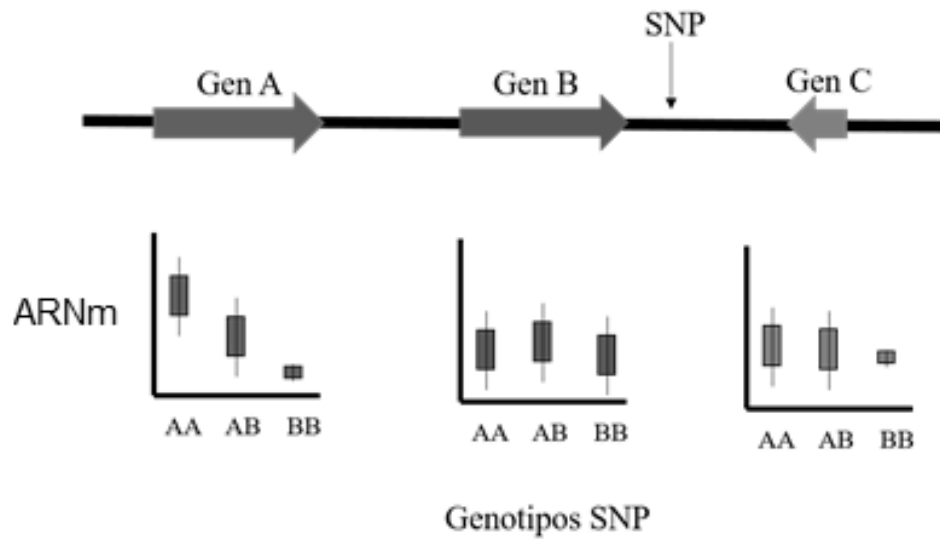 SNP
Gen A
Gen B
Gen C
ARNm
AA AB BB
AA AB BB
AA AB BB
Genotipos SNP